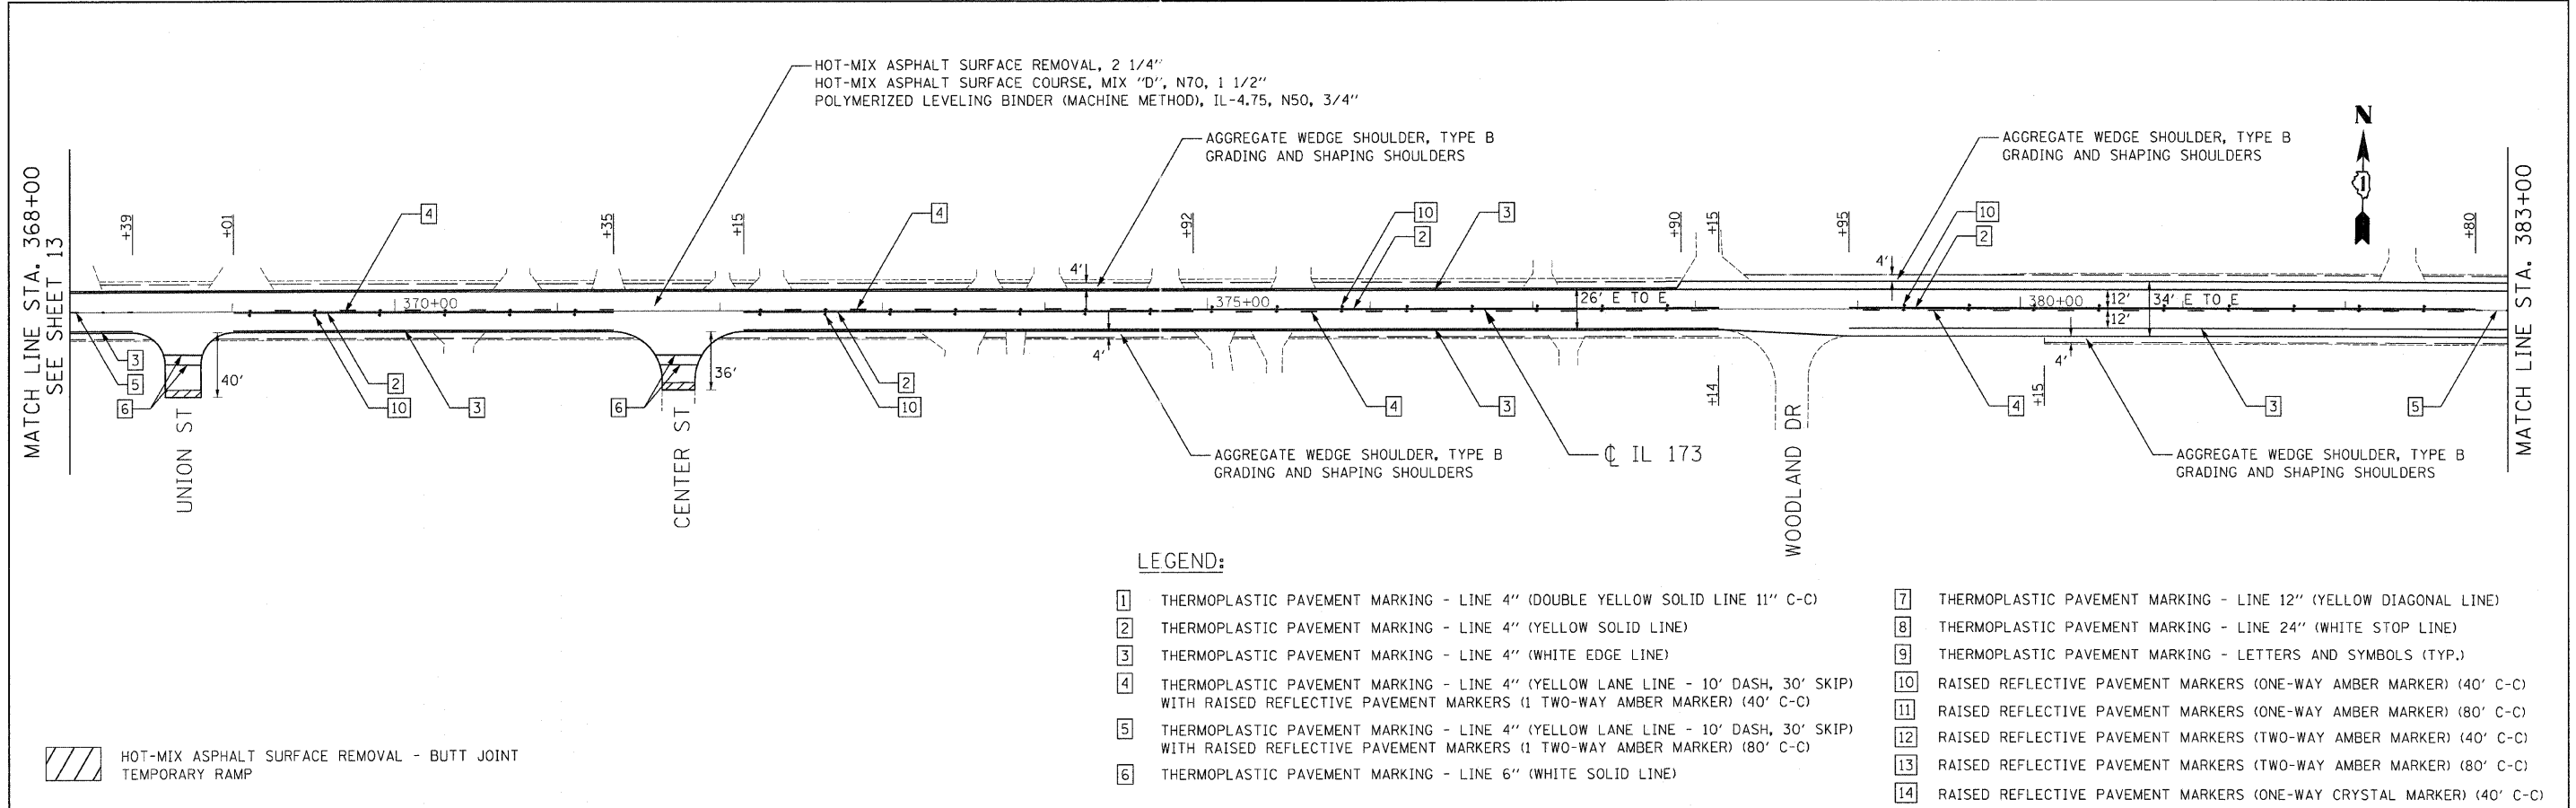 HOT-MIX ASPHALT SURFACE REMOVAL, 2 1/4"
HOT-MIX ASPHALT SURFACE COURSE, MIX "D", N70, 1 1/2"
POLYMERIZED LEVELING BINDER (MACHINE METHOD), IL-4.75, N50, 3/4"
AGGREGATE WEDGE SHOULDER, TYPE B
GRADING AND SHAPING SHOULDERS
AGGREGATE WEDGE SHOULDER, TYPE B
GRADING AND SHAPING SHOULDERS
N
1
MATCH LINE STA. 368+00
SEE SHEET 13
+39
+01
4
+35
+15
4
+92
10
2
3
+90
+15
+95
10
2
+80
MATCH LINE STA. 383+00
4'
4'
370+00
375+00
26' E TO E
380+00
12'
34' E TO E
12'
4'
4'
3
5
6
40'
2
10
3
6
36'
2
10
4
3
+14
4
+15
3
5
UNION ST
CENTER ST
WOODLAND DR
AGGREGATE WEDGE SHOULDER, TYPE B
GRADING AND SHAPING SHOULDERS
℄ IL 173
AGGREGATE WEDGE SHOULDER, TYPE B
GRADING AND SHAPING SHOULDERS
LEGEND:
1 THERMOPLASTIC PAVEMENT MARKING - LINE 4" (DOUBLE YELLOW SOLID LINE 11" C-C)
2 THERMOPLASTIC PAVEMENT MARKING - LINE 4" (YELLOW SOLID LINE)
3 THERMOPLASTIC PAVEMENT MARKING - LINE 4" (WHITE EDGE LINE)
4 THERMOPLASTIC PAVEMENT MARKING - LINE 4" (YELLOW LANE LINE - 10' DASH, 30' SKIP)
WITH RAISED REFLECTIVE PAVEMENT MARKERS (1 TWO-WAY AMBER MARKER) (40' C-C)
5 THERMOPLASTIC PAVEMENT MARKING - LINE 4" (YELLOW LANE LINE - 10' DASH, 30' SKIP)
WITH RAISED REFLECTIVE PAVEMENT MARKERS (1 TWO-WAY AMBER MARKER) (80' C-C)
6 THERMOPLASTIC PAVEMENT MARKING - LINE 6" (WHITE SOLID LINE)
7 THERMOPLASTIC PAVEMENT MARKING - LINE 12" (YELLOW DIAGONAL LINE)
8 THERMOPLASTIC PAVEMENT MARKING - LINE 24" (WHITE STOP LINE)
9 THERMOPLASTIC PAVEMENT MARKING - LETTERS AND SYMBOLS (TYP.)
10 RAISED REFLECTIVE PAVEMENT MARKERS (ONE-WAY AMBER MARKER) (40' C-C)
11 RAISED REFLECTIVE PAVEMENT MARKERS (ONE-WAY AMBER MARKER) (80' C-C)
12 RAISED REFLECTIVE PAVEMENT MARKERS (TWO-WAY AMBER MARKER) (40' C-C)
13 RAISED REFLECTIVE PAVEMENT MARKERS (TWO-WAY AMBER MARKER) (80' C-C)
14 RAISED REFLECTIVE PAVEMENT MARKERS (ONE-WAY CRYSTAL MARKER) (40' C-C)
HOT-MIX ASPHALT SURFACE REMOVAL - BUTT JOINT
TEMPORARY RAMP